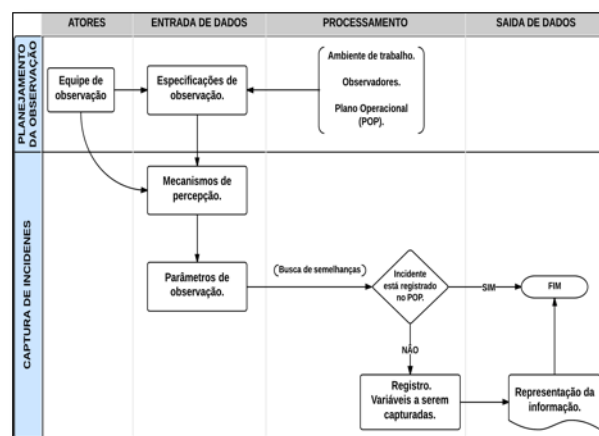 ATORES
ENTRADA DE DADOS
PROCESSAMENTO
SAIDA DE DADOS
PLANEJAMENTO
DA OBSERVAÇÃO
Equipe de
observação
Especificações de
observação.
Ambiente de trabalho.
Observadores.
Plano Operacional
(POP).
CAPTURA DE INCIDENES
Mecanismos de
percepção.
Parâmetros de
observação.
(Busca de semelhanças)
Incidente
está registrado
no POP.
SIM
FIM
NÃO
Registro.
Variáveis a serem
capturadas.
Representação da
informação.